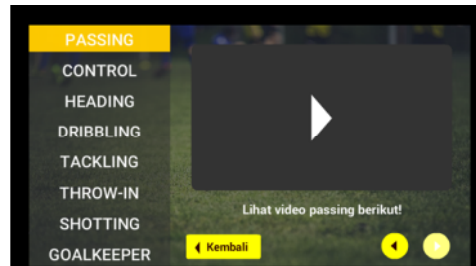 PASSING
CONTROL
HEADING
DRIBBLING
TACKLING
THROW-IN
SHOTTING
GOALKEEPER
Lihat video passing berikut!
Kembali